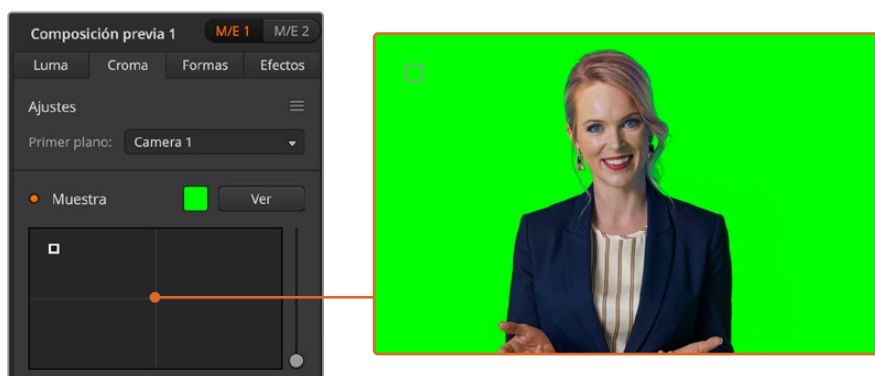 Composición previa 1 M/E 1 M/E 2
Luma Croma Formas Efectos
Ajustes
Primer plano: Camera 1
Muestra Ver